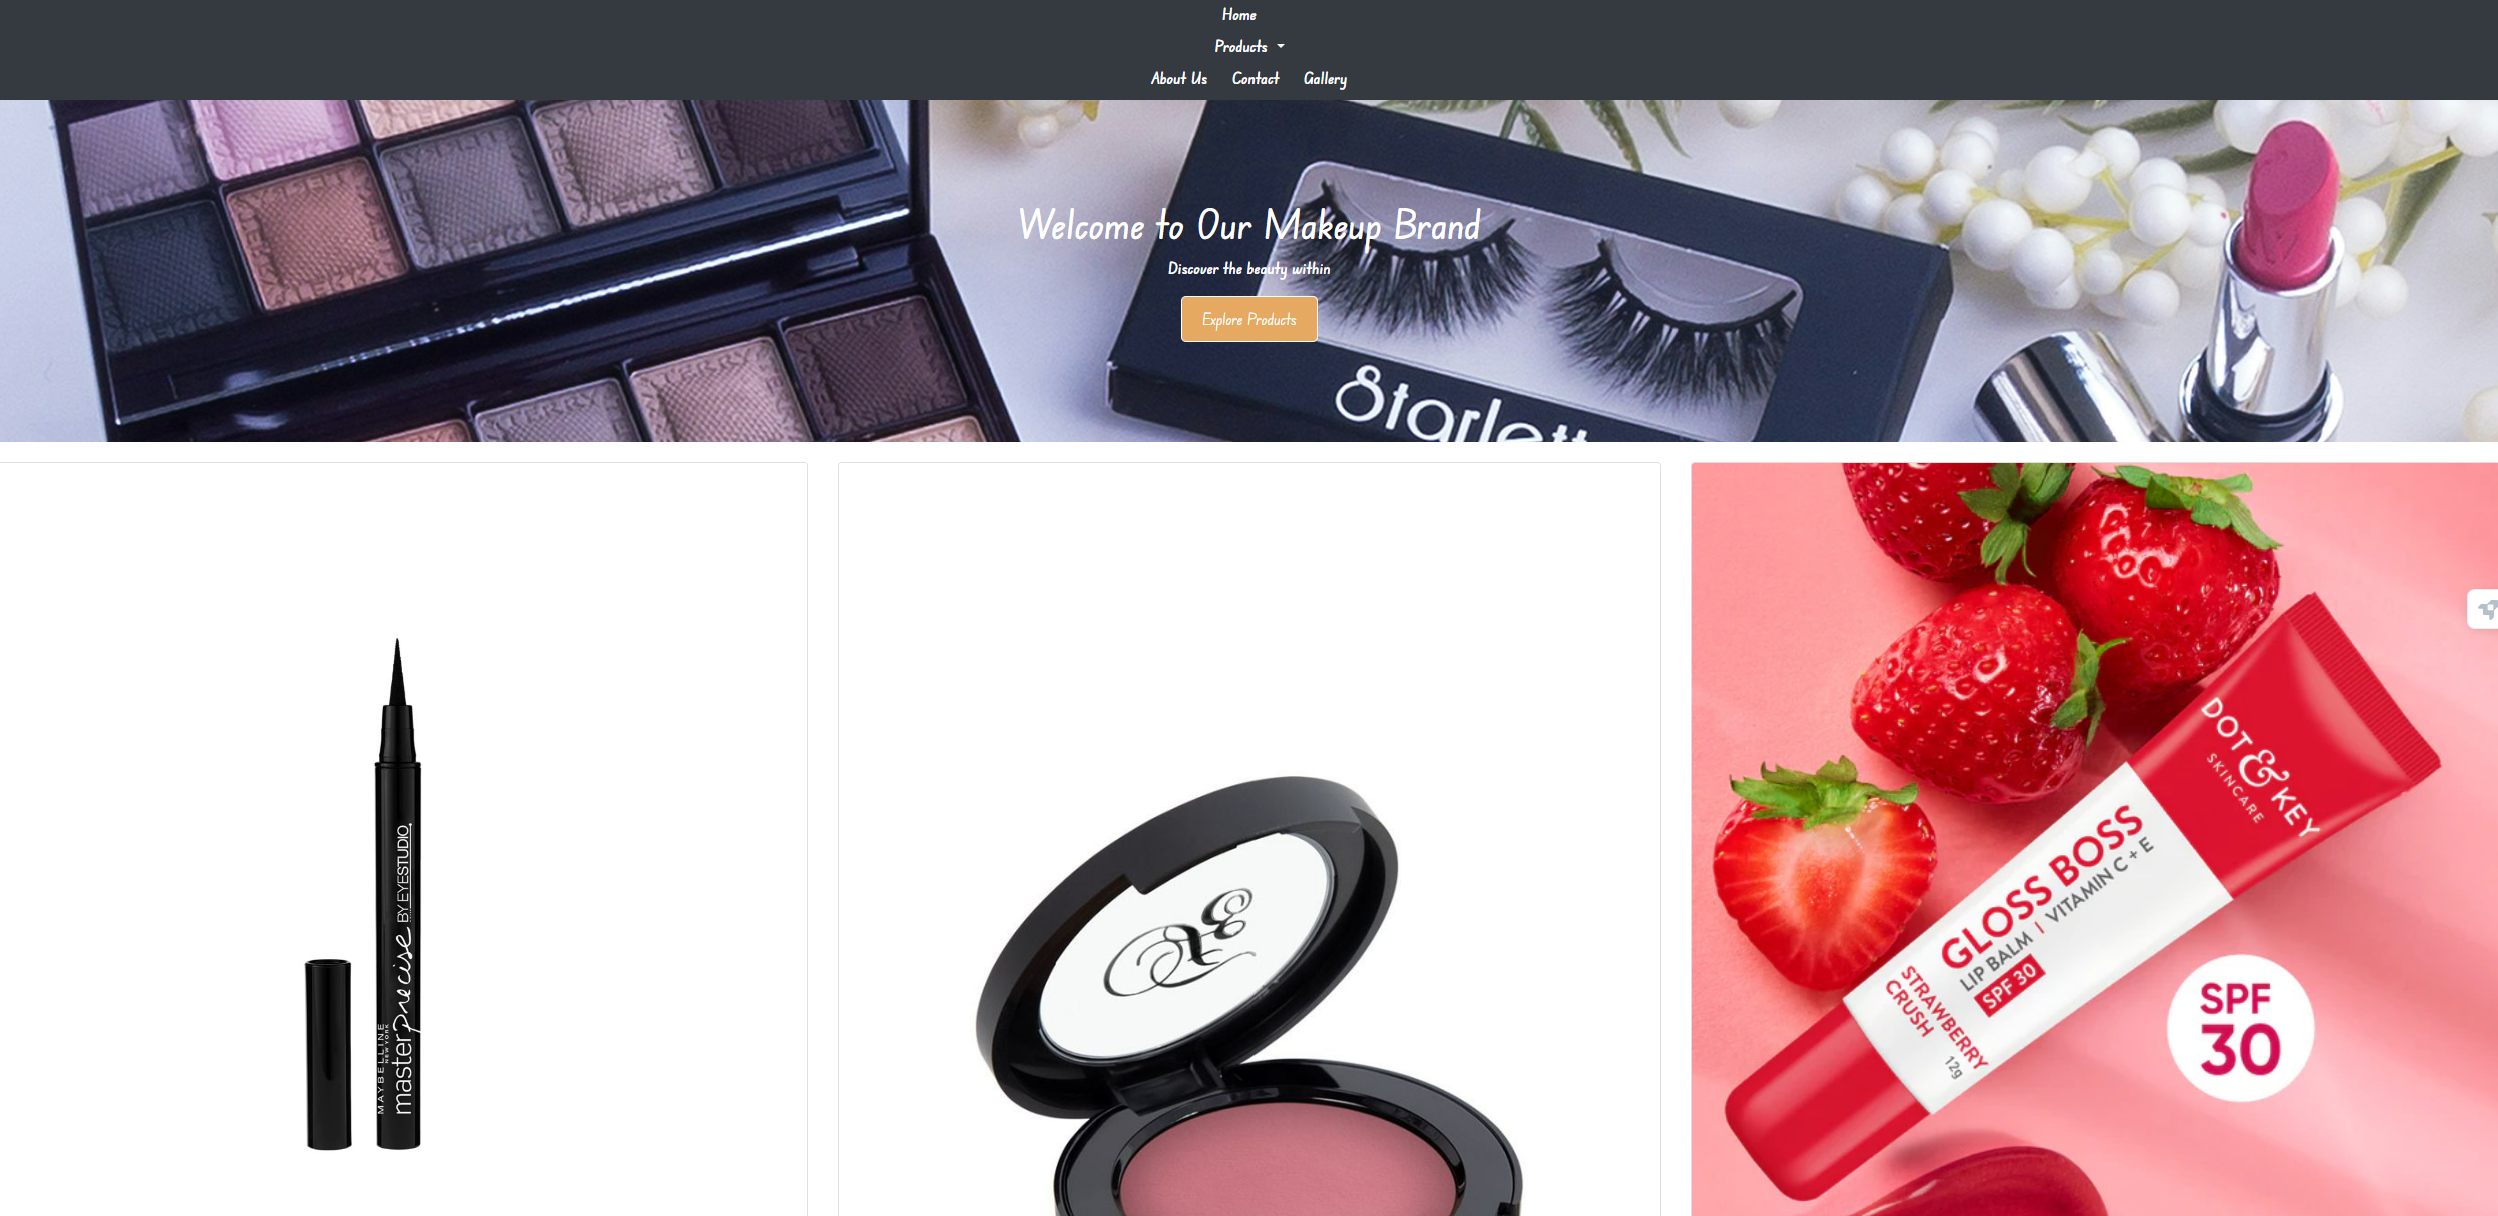 Home
Products
About Us Contact Gallery
Welcome to Our Makeup Brand
Discover the beauty within
Explore Products
Starlett
MAYBELLINE
NEW YORK
master precise BY EYESTUDIO.
DOT & KEY
SKINCARE
GLOSS BOSS
LIP BALM | VITAMIN C + E
SPF 30
STRAWBERRY
CRUSH
12g
SPF
30